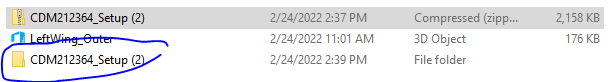 CDM212364_Setup (2) 2/24/2022 2:37 PM Compressed (zipp... 2,158 KB
LeftWing_Outer 2/24/2022 11:01 AM 3D Object 176 KB
CDM212364_Setup (2) 2/24/2022 2:39 PM File folder